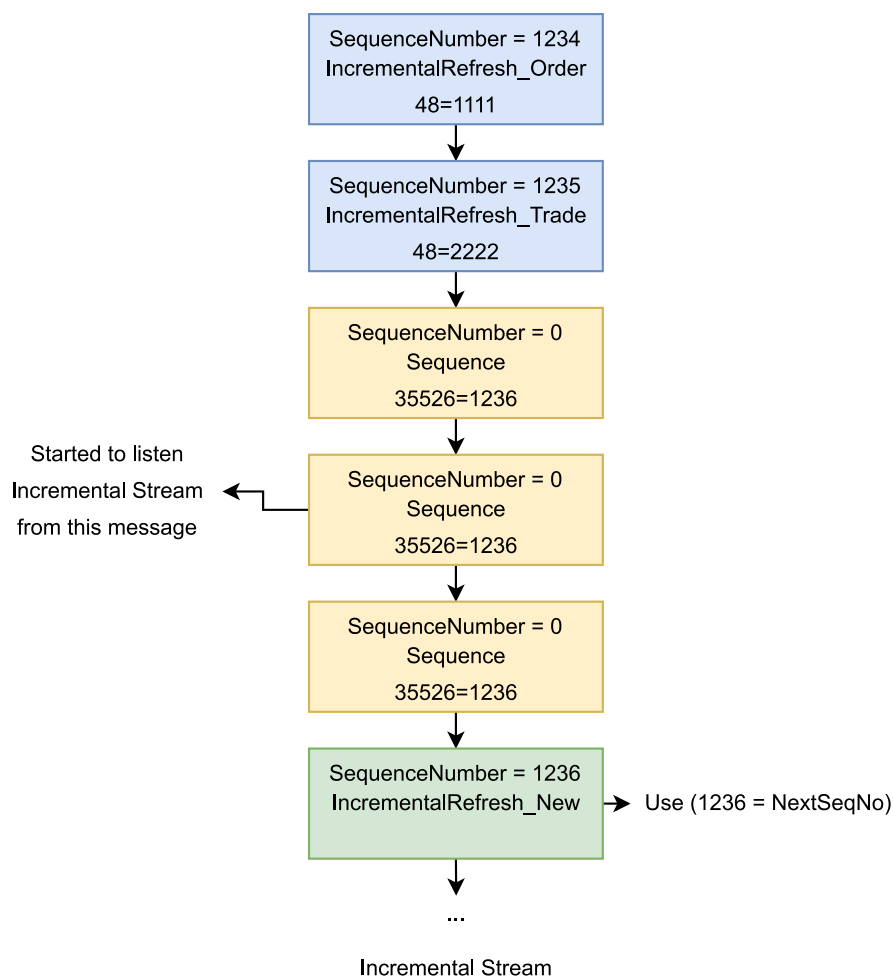 SequenceNumber = 1234
IncrementalRefresh_Order
48=1111
SequenceNumber = 1235
IncrementalRefresh_Trade
48=2222
SequenceNumber = 0
Sequence
35526=1236
Started to listen
Incremental Stream
from this message
SequenceNumber = 0
Sequence
35526=1236
SequenceNumber = 0
Sequence
35526=1236
SequenceNumber = 1236
IncrementalRefresh_New
Use (1236 = NextSeqNo)
...
Incremental Stream